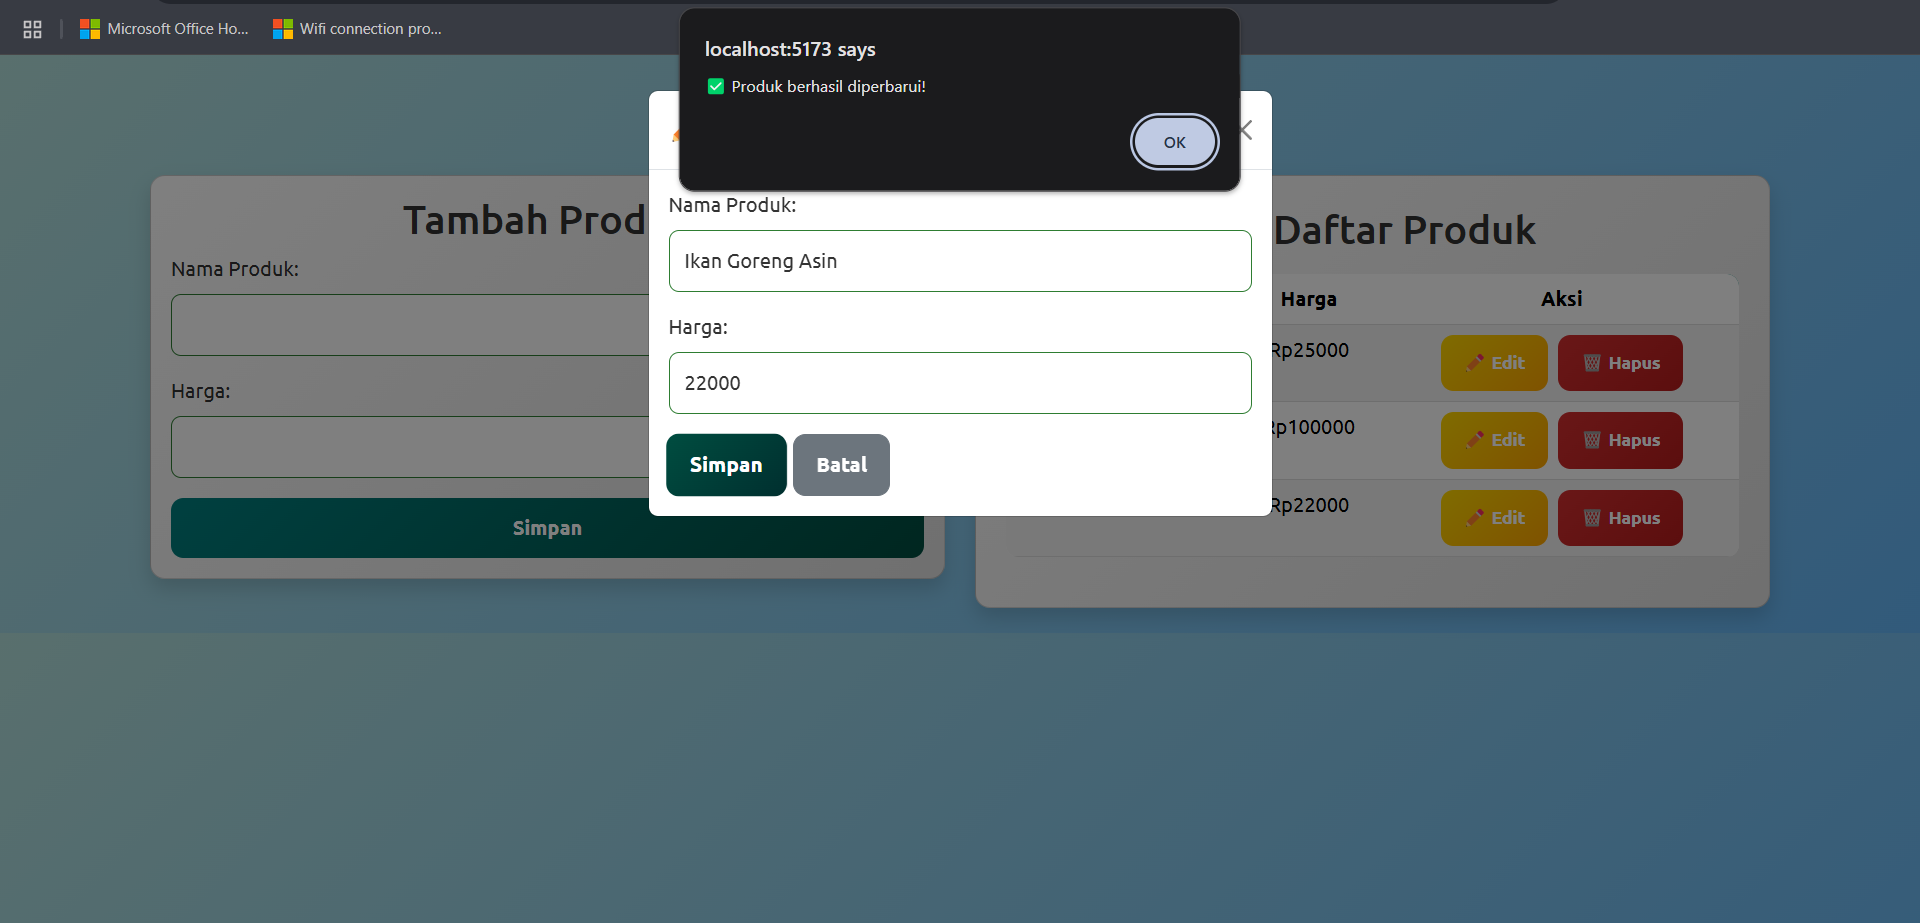 Microsoft Office Ho...
Wifi connection pro...
localhost:5173 says
✅ Produk berhasil diperbarui!
OK
Nama Produk:
Ikan Goreng Asin
Harga:
22000
Simpan
Batal
Tambah Prod
Nama Produk:
Harga:
Simpan
Daftar Produk
Harga
Aksi
Rp25000
Edit
Hapus
Rp100000
Edit
Hapus
Rp22000
Edit
Hapus